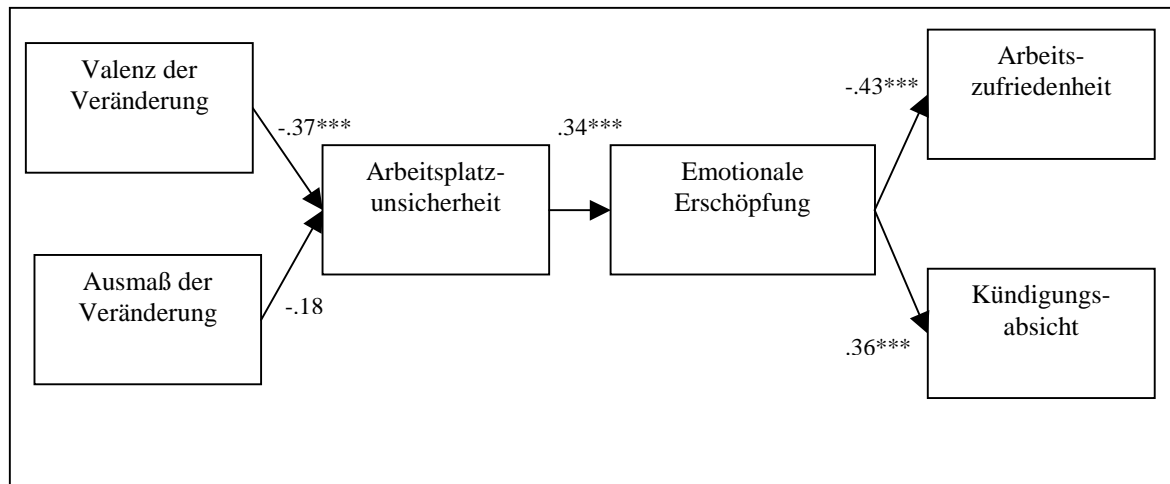 Valenz der
Veränderung
-.37***
Ausmaß der
Veränderung
-.18
Arbeitsplatz-
unsicherheit
.34***
Emotionale
Erschöpfung
-.43***
Arbeits-
zufriedenheit
.36***
Kündigungs-
absicht